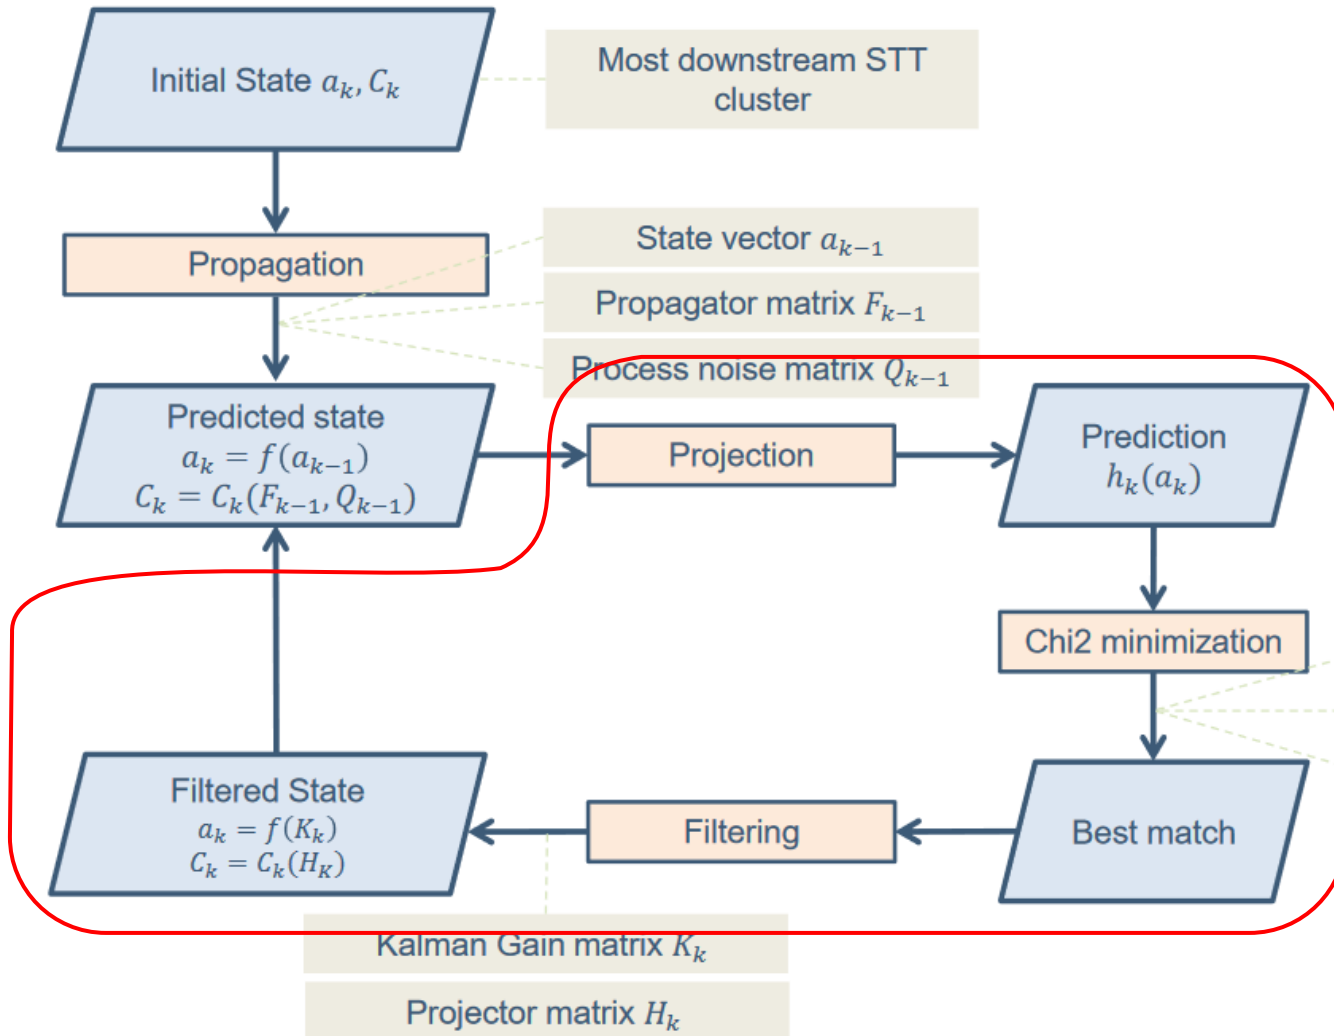 Initial State a_k, C_k
Most downstream STT
cluster
Propagation
State vector a_{k−1}
Propagator matrix F_{k−1}
Process noise matrix Q_{k−1}
Predicted state
a_k = f(a_{k−1})
C_k = C_k(F_{k−1}, Q_{k−1})
Projection
Prediction
h_k(a_k)
Chi2 minimization
Filtered State
a_k = f(K_k)
C_k = C_k(H_K)
Filtering
Best match
Kalman Gain matrix K_k
Projector matrix H_k